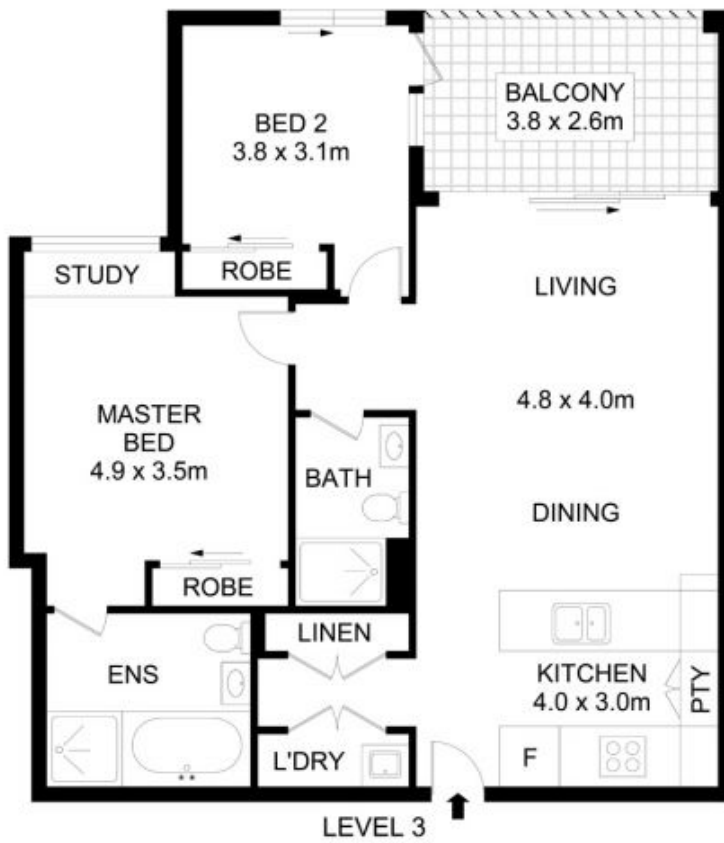 BED 2
3.8 x 3.1m
BALCONY
3.8 x 2.6m
STUDY
ROBE
LIVING
4.8 x 4.0m
MASTER
BED
4.9 x 3.5m
BATH
DINING
ROBE
LINEN
ENS
KITCHEN
4.0 x 3.0m
PTY
L'DRY
F
LEVEL 3